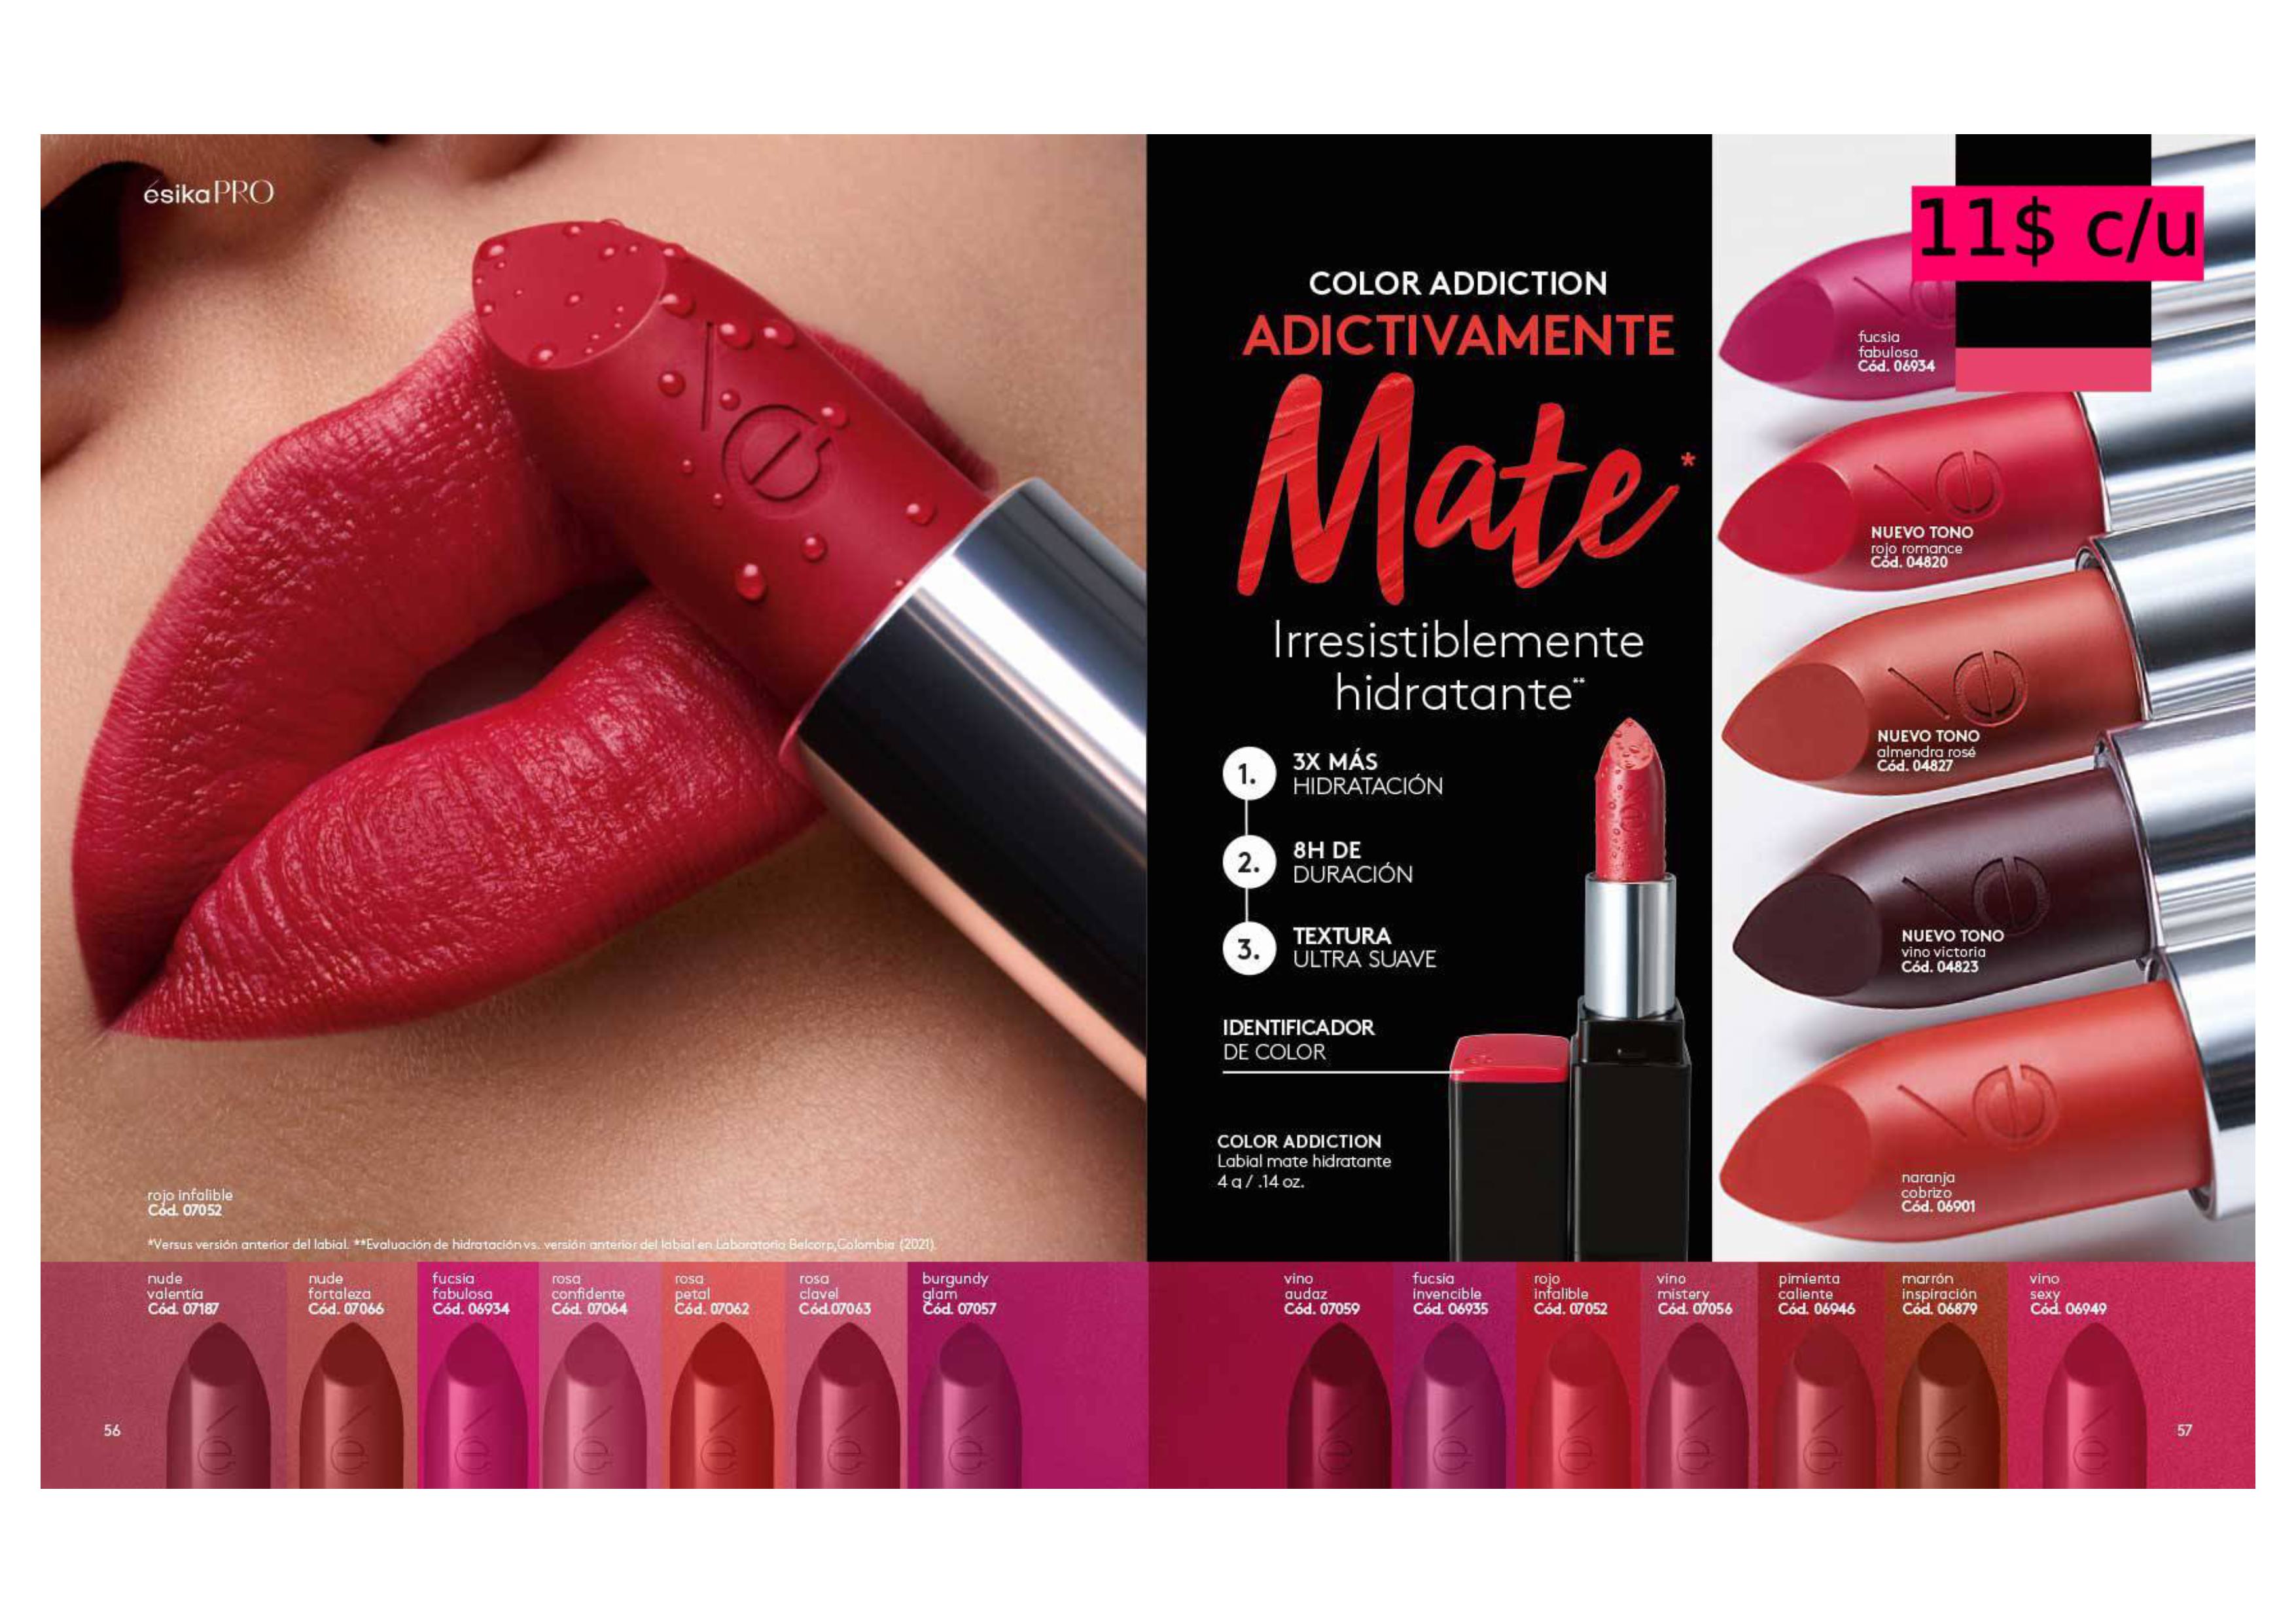 ésika PRO
COLOR ADDICTION
ADICTIVAMENTE
Mate*
Irresistiblemente
hidratante**
1. 3X MÁS
HIDRATACIÓN
2. 8H DE
DURACIÓN
3. TEXTURA
ULTRA SUAVE
IDENTIFICADOR
DE COLOR
COLOR ADDICTION
Labial mate hidratante
4 g / .14 oz.
11$ c/u
fucsia
fabulosa
Cód. 06934
NUEVO TONO
rojo romance
Cód. 04820
NUEVO TONO
almendra rosé
Cód. 04827
NUEVO TONO
vino victoria
Cód. 04823
naranja
cobrizo
Cód. 06901
rojo infalible
Cód. 07052
*Versus versión anterior del labial. **Evaluación de hidratación vs. versión anterior del labial en Laboratorio Belcorp,Colombia (2021).
nude
valentía
Cód. 07187
nude
fortaleza
Cód. 07066
fucsia
fabulosa
Cód. 06934
rosa
confidente
Cód. 07064
rosa
petal
Cód. 07062
rosa
clavel
Cód.07063
burgundy
glam
Cód. 07057
vino
audaz
Cód. 07059
fucsia
invencible
Cód. 06935
rojo
infalible
Cód. 07052
vino
mistery
Cód. 07056
pimienta
caliente
Cód. 06946
marrón
inspiración
Cód. 06879
vino
sexy
Cód. 06949
56
57